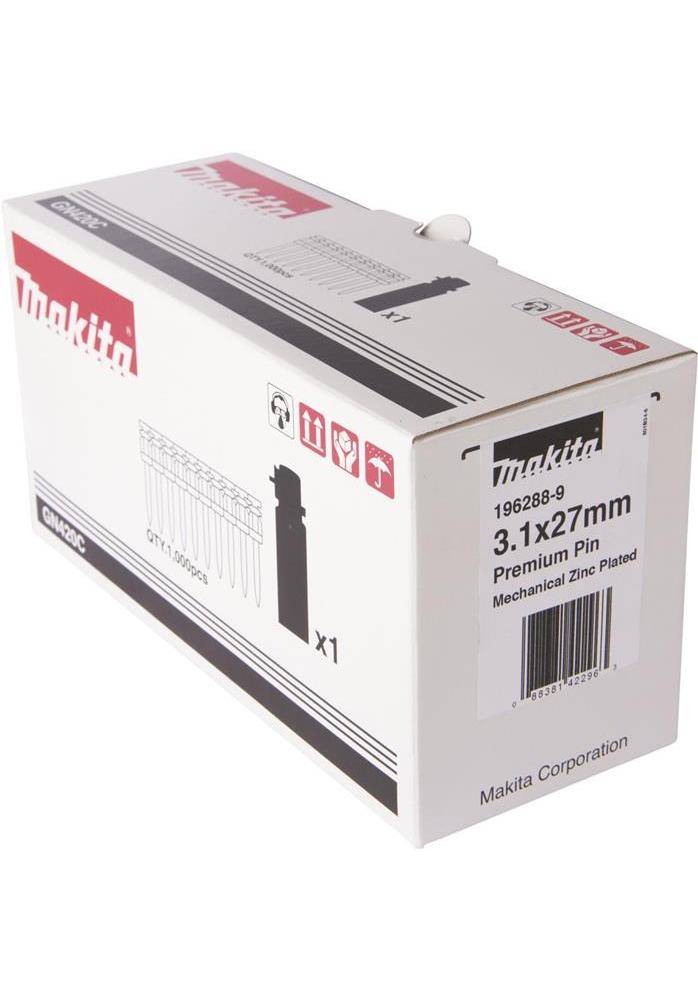 makita
GN420C
QTY.1,000pcs
x1
makita
GN420C
QTY.1,000pcs
x1
makita
196288-9
3.1x27mm
Premium Pin
Mechanical Zinc Plated
0 88381 42296 3
Makita Corporation